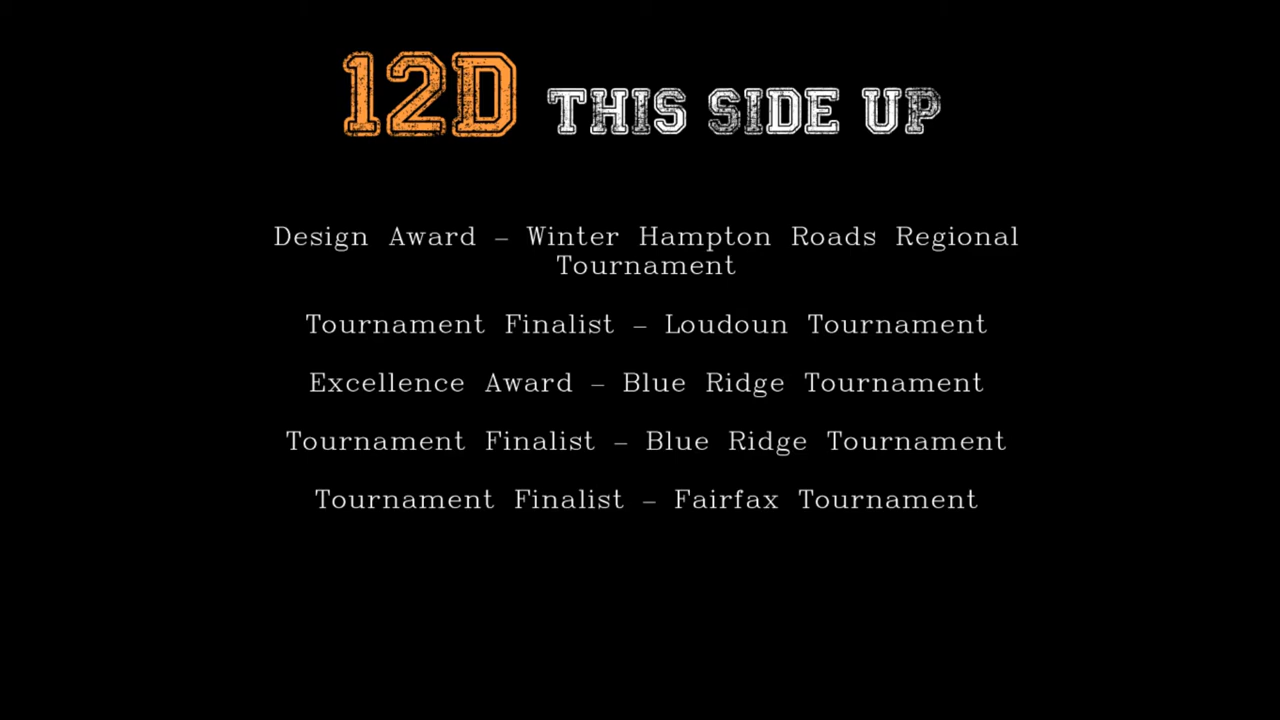 12D THIS SIDE UP
Design Award – Winter Hampton Roads Regional
Tournament
Tournament Finalist – Loudoun Tournament
Excellence Award – Blue Ridge Tournament
Tournament Finalist – Blue Ridge Tournament
Tournament Finalist – Fairfax Tournament